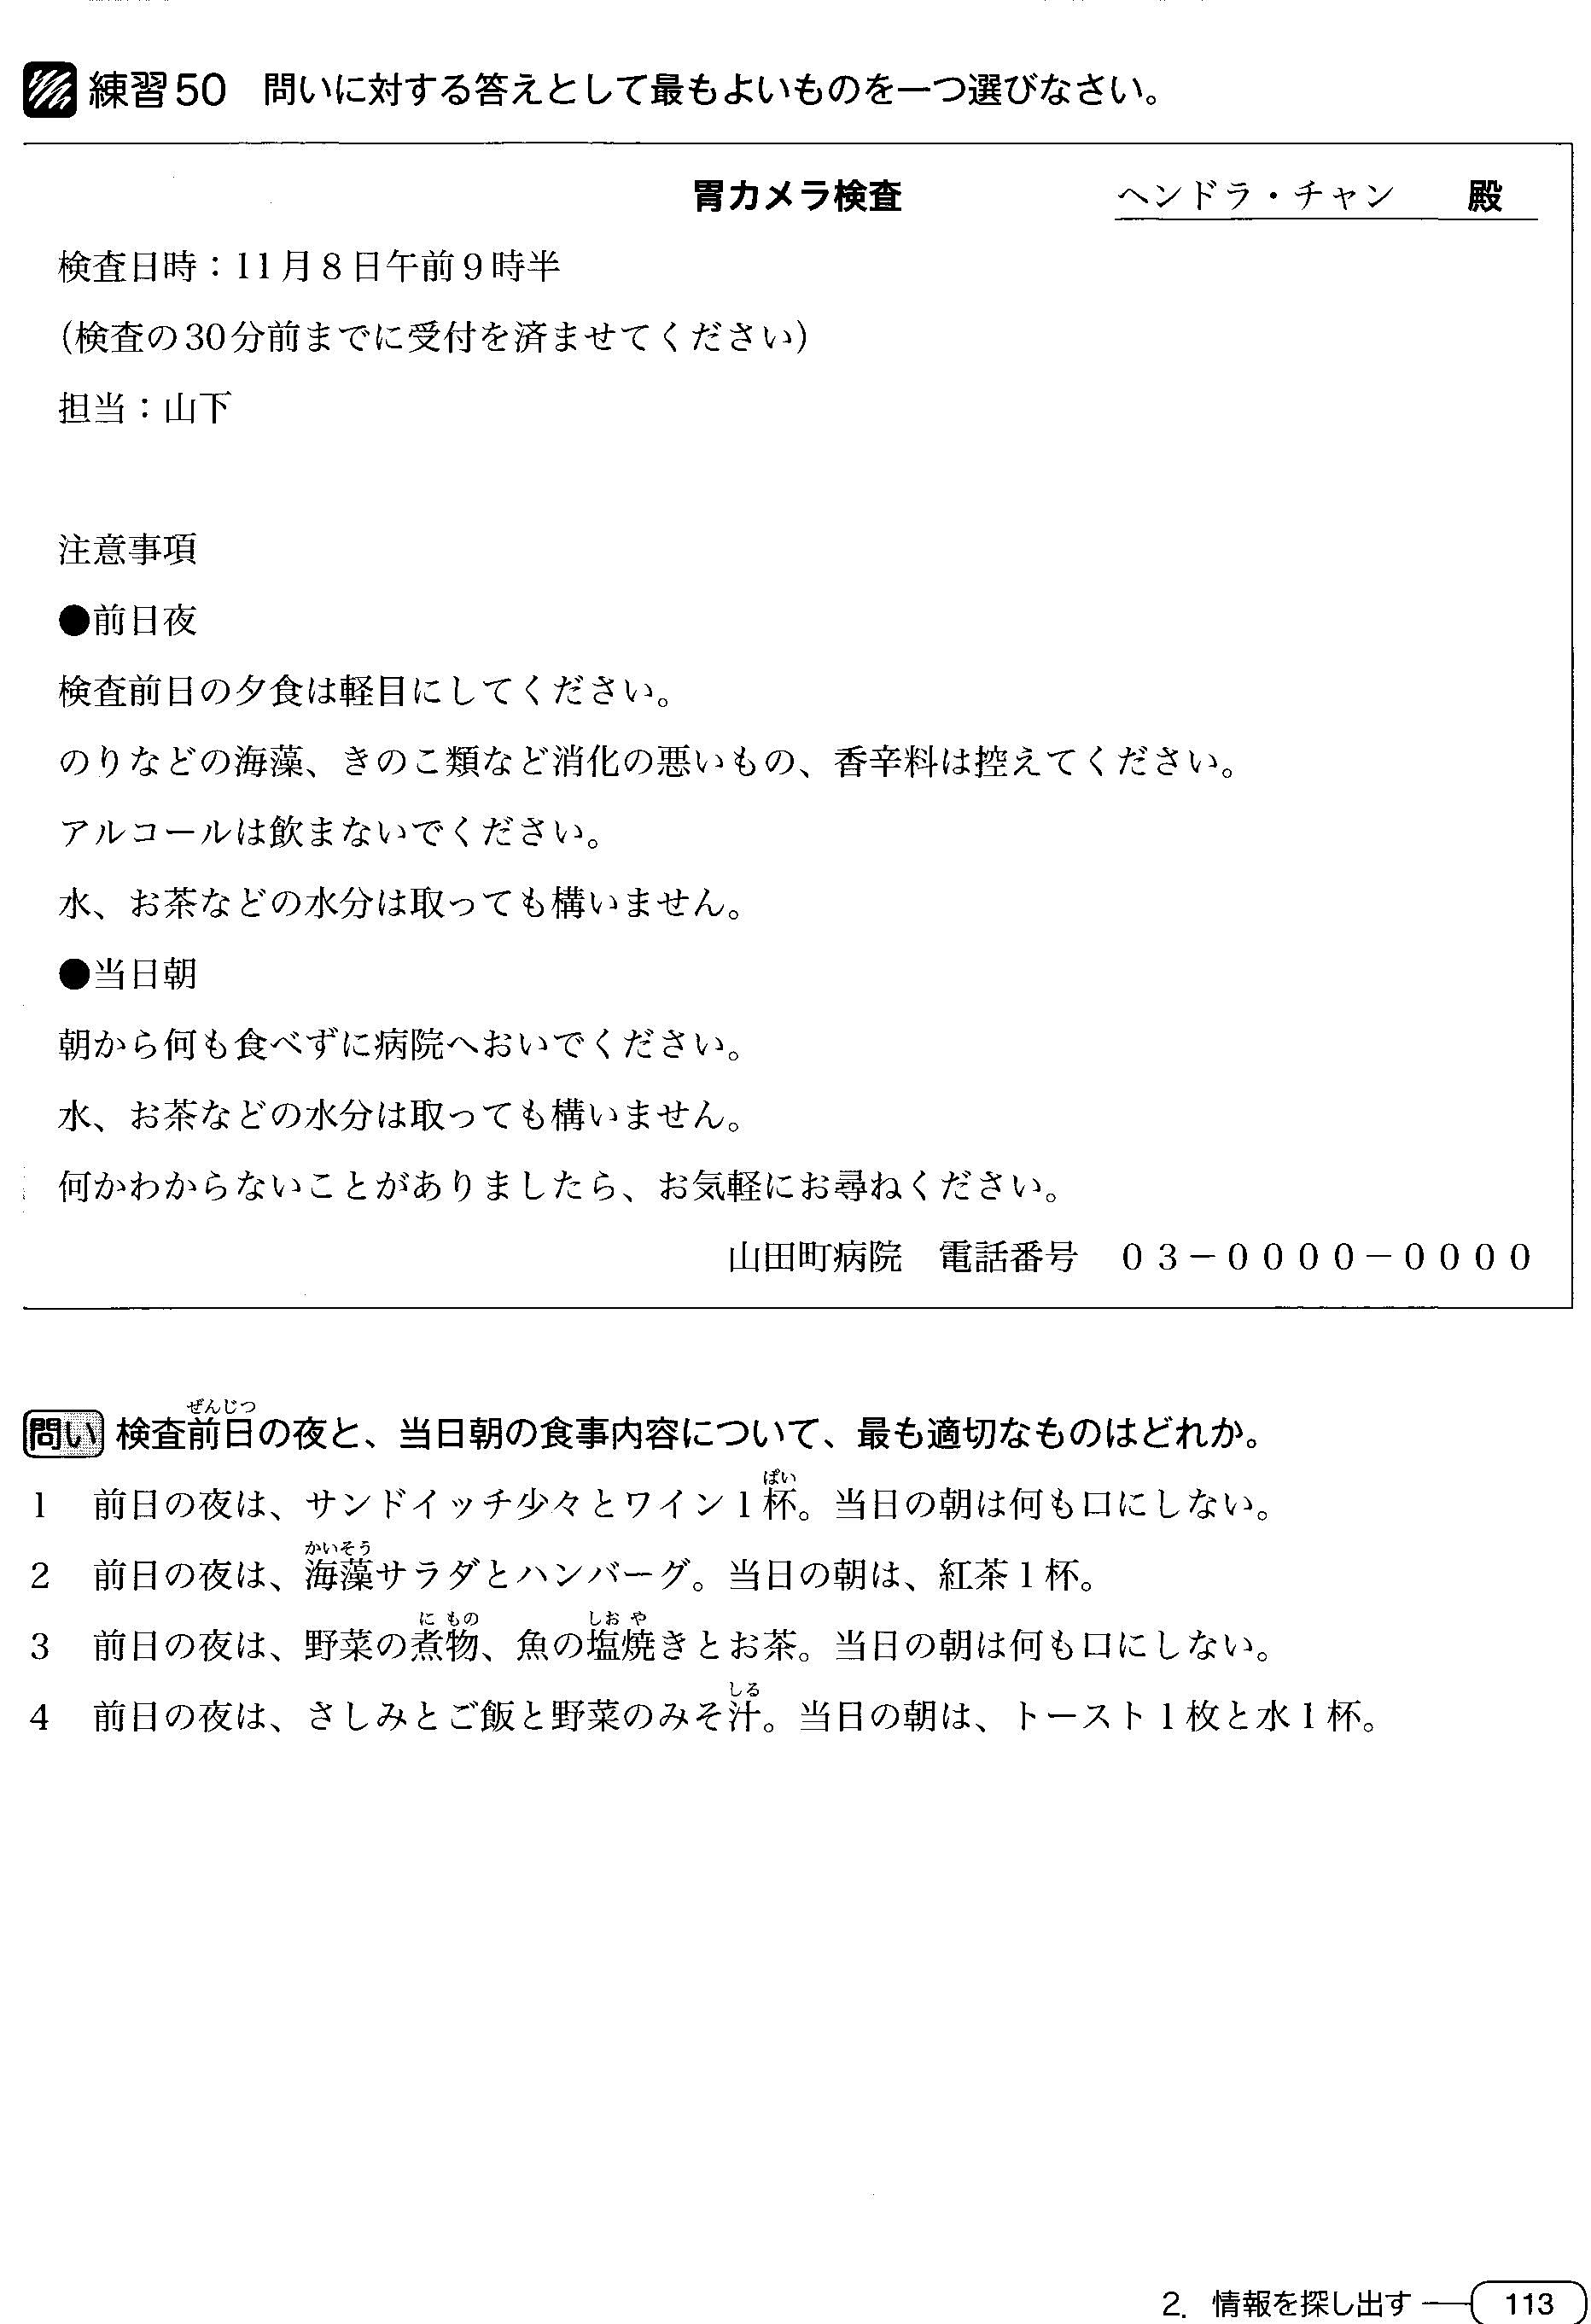 練習50　問いに対する答えとして最もよいものを一つ選びなさい。
胃カメラ検査　ヘンドラ・チャン　殿
検査日時：11月8日午前9時半
（検査の30分前までに受付を済ませてください）
担当：山下
注意事項
●前日夜
検査前日の夕食は軽目にしてください。
のりなどの海藻、きのこ類など消化の悪いもの、香辛料は控えてください。
アルコールは飲まないでください。
水、お茶などの水分は取っても構いません。
●当日朝
朝から何も食べずに病院へおいでください。
水、お茶などの水分は取っても構いません。
何かわからないことがありましたら、お気軽にお尋ねください。
山田町病院　電話番号　０３－００００－００００
ぜんじつ
問い 検査前日の夜と、当日朝の食事内容について、最も適切なものはどれか。
ぱい
1　前日の夜は、サンドイッチ少々とワイン1杯。当日の朝は何も口にしない。
かいそう
2　前日の夜は、海藻サラダとハンバーグ。当日の朝は、紅茶1杯。
に もの　しお や
3　前日の夜は、野菜の煮物、魚の塩焼きとお茶。当日の朝は何も口にしない。
しる
4　前日の夜は、さしみとご飯と野菜のみそ汁。当日の朝は、トースト1枚と水1杯。
2．情報を探し出す　113